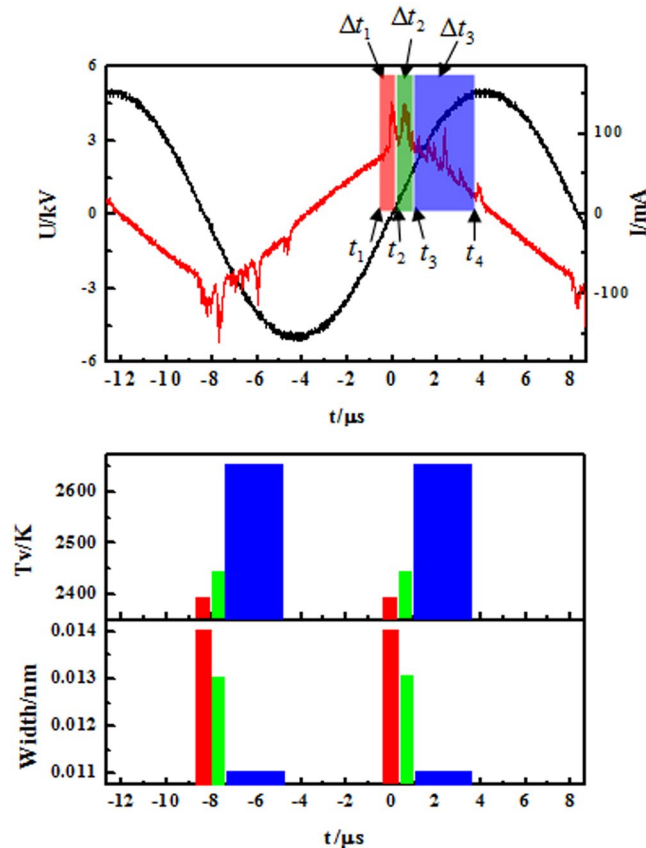 Δt₁ Δt₂ Δt₃
6
3
0
-3
-6
U/kV
100
0
-100
I/mA
t₁ t₂ t₃ t₄
-12 -10 -8 -6 -4 -2 0 2 4 6 8
t/μs
2600
2500
2400
Tv/K
0.014
0.013
0.012
0.011
Width/nm
-12 -10 -8 -6 -4 -2 0 2 4 6 8
t/μs